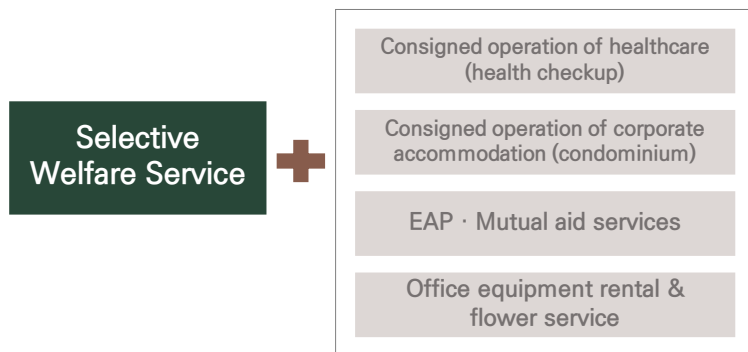 Selective
Welfare Service
Consigned operation of healthcare
(health checkup)
Consigned operation of corporate
accommodation (condominium)
EAP · Mutual aid services
Office equipment rental &
flower service